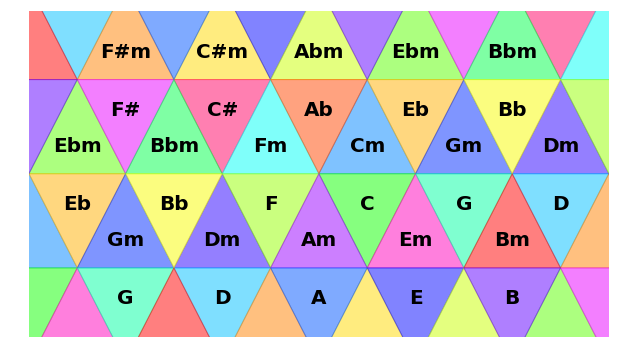 F#m C#m Abm Ebm Bbm
F# C# Ab Eb Bb
Ebm Bbm Fm Cm Gm Dm
Eb Bb F C G D
Gm Dm Am Em Bm
G D A E B